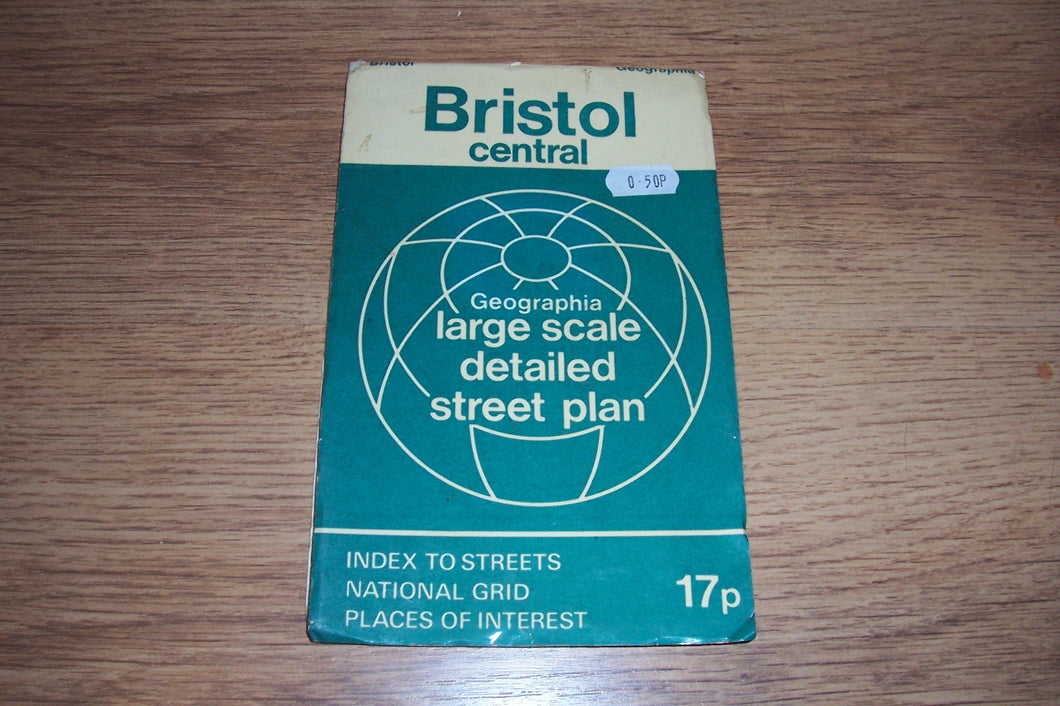 Bristol Geographia
Bristol
central
0·50P
Geographia
large scale
detailed
street plan
INDEX TO STREETS
NATIONAL GRID
PLACES OF INTEREST
17p